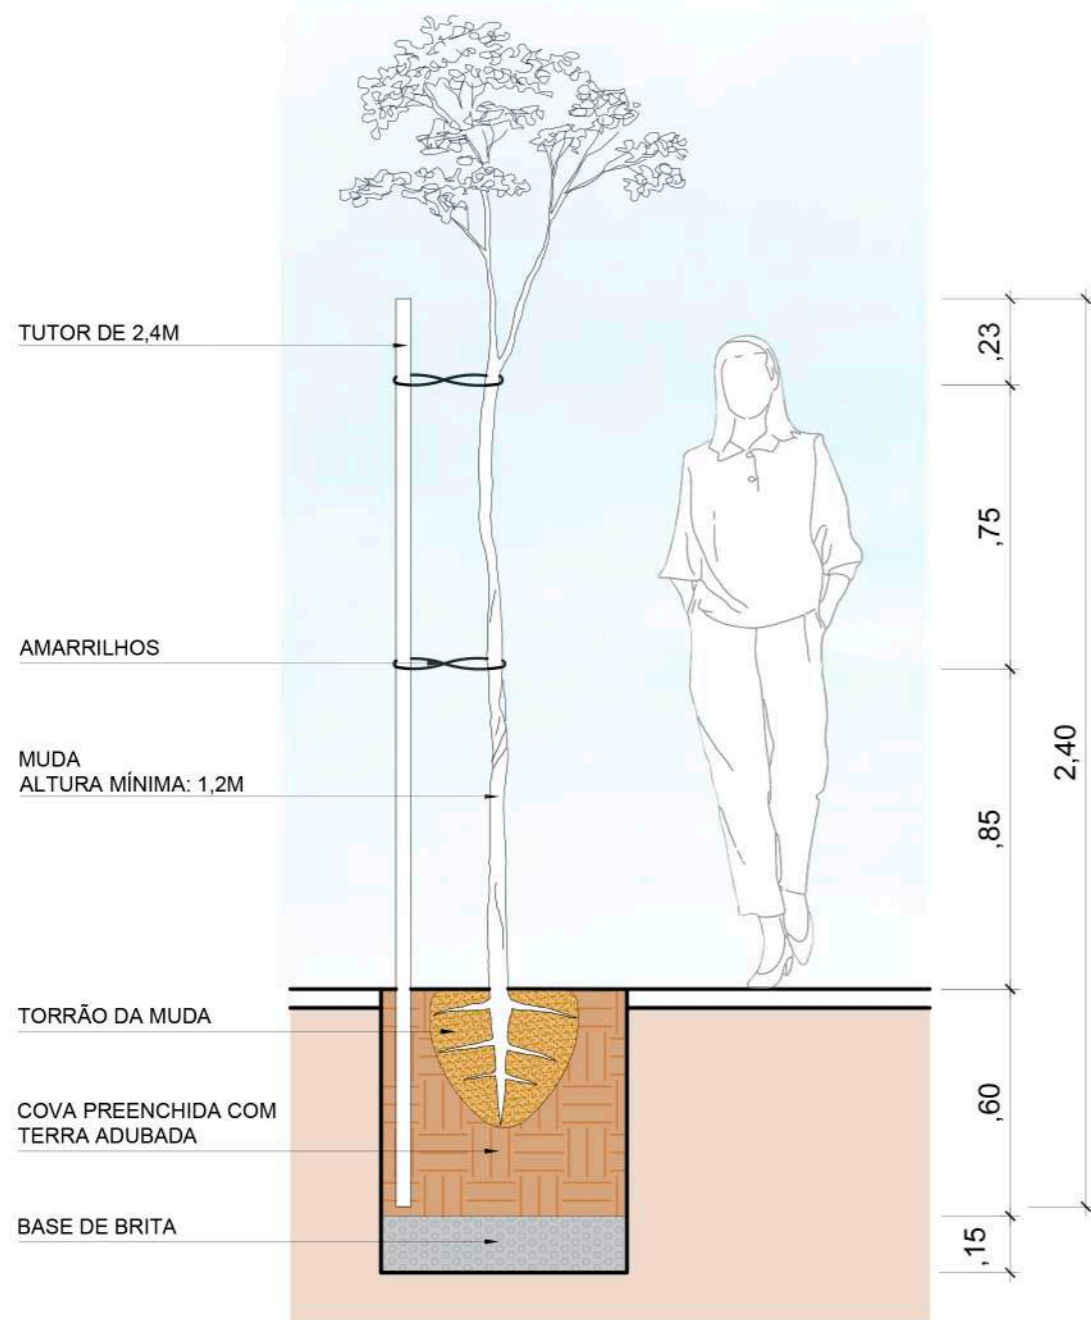 TUTOR DE 2,4M
AMARRILHOS
MUDA
ALTURA MÍNIMA: 1,2M
TORRÃO DA MUDA
COVA PREENCHIDA COM
TERRA ADUBADA
BASE DE BRITA
,23
,75
,85
,60
,15
2,40